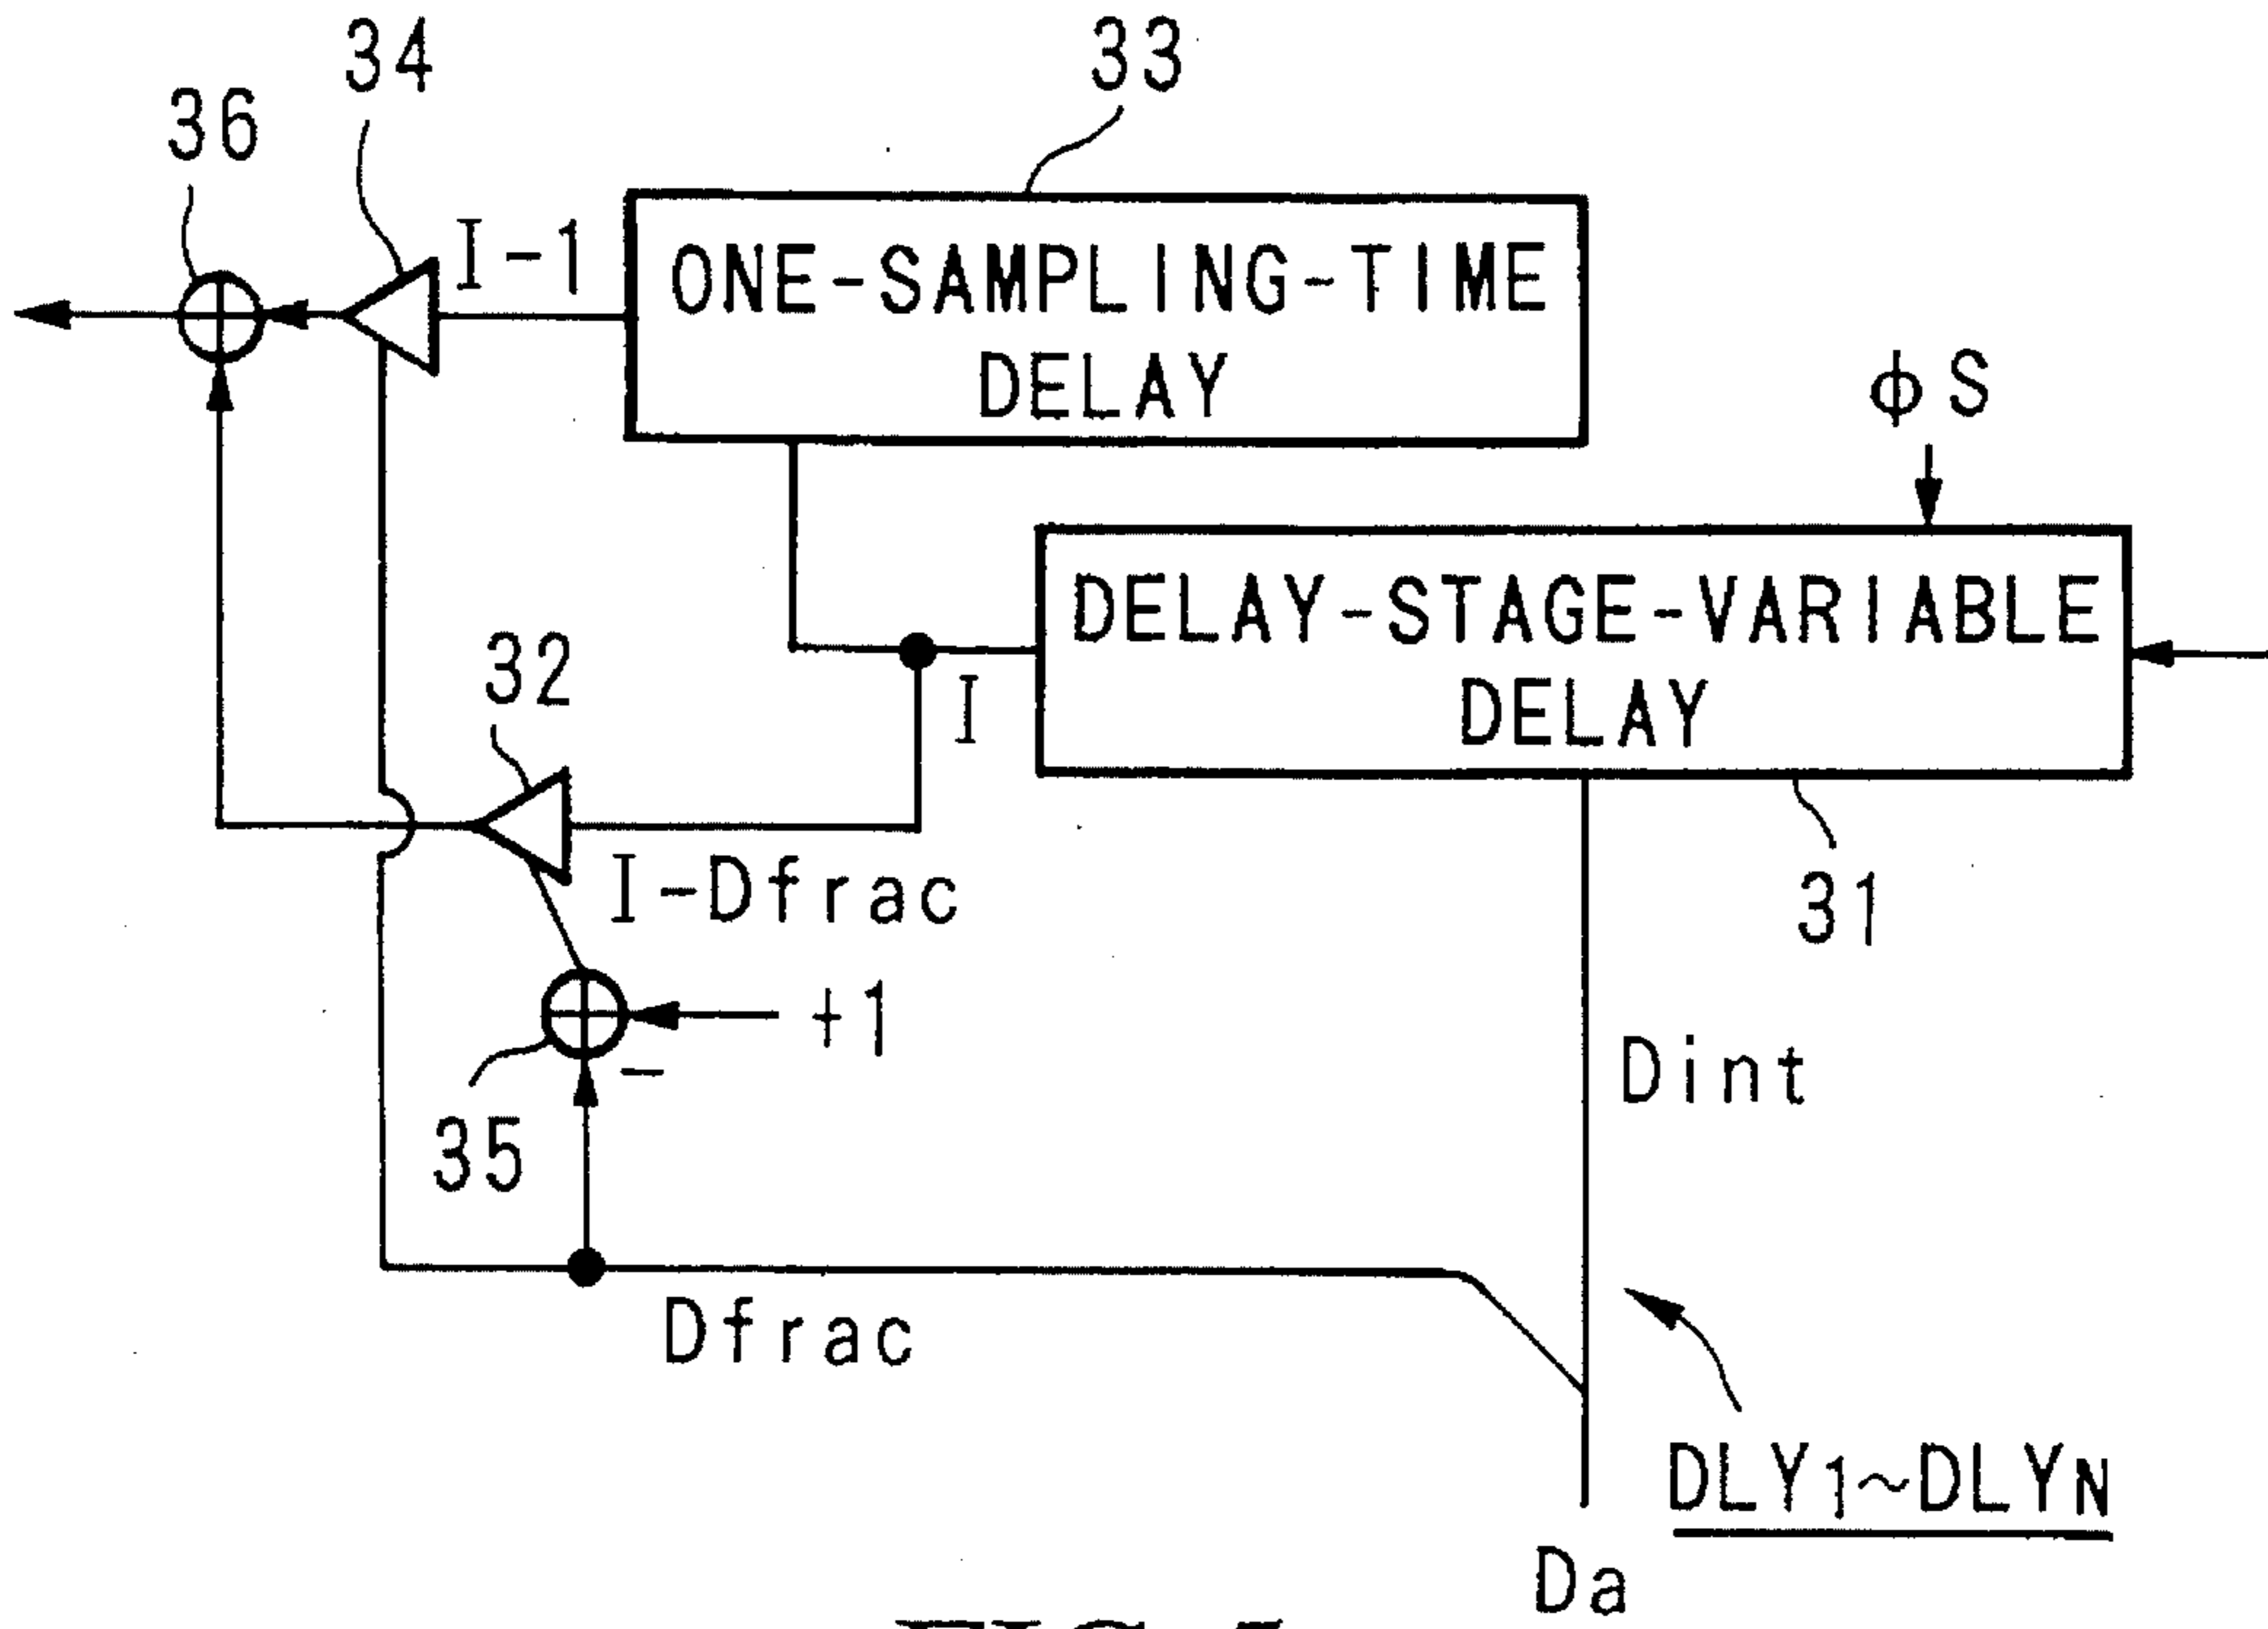 34
33
36
I-1
ONE-SAMPLING-TIME
DELAY
φS
DELAY-STAGE-VARIABLE
DELAY
32
I
I-Dfrac
31
+1
-
35
Dint
Dfrac
DLY1~DLYN
Da